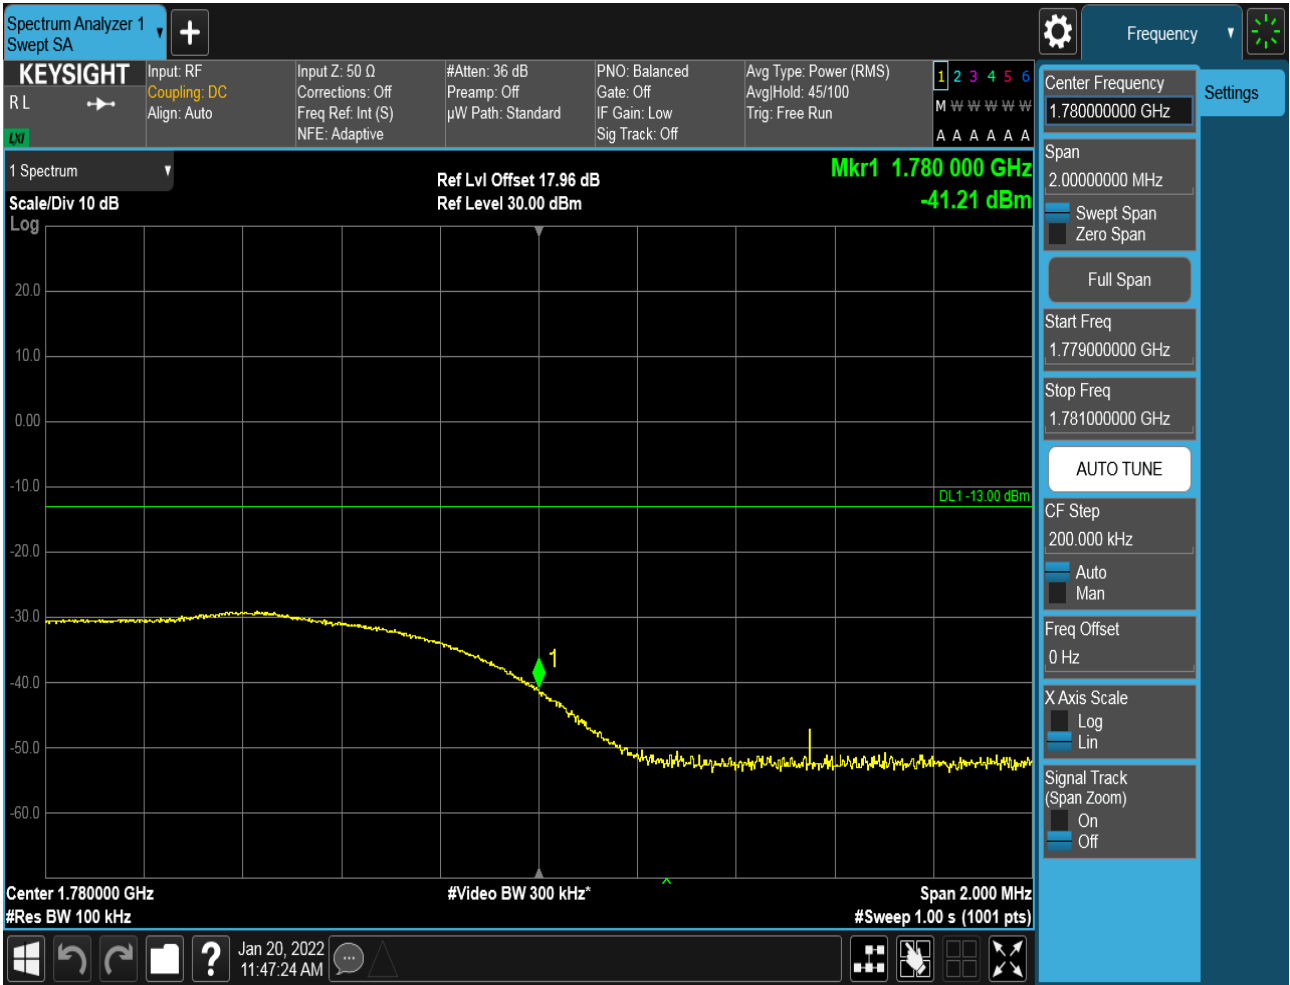 Spectrum Analyzer 1
Swept SA
Frequency
KEYSIGHT
R L
LXI
Input: RF
Coupling: DC
Align: Auto
Input Z: 50 Ω
Corrections: Off
Freq Ref: Int (S)
NFE: Adaptive
#Atten: 36 dB
Preamp: Off
µW Path: Standard
PNO: Balanced
Gate: Off
IF Gain: Low
Sig Track: Off
Avg Type: Power (RMS)
Avg|Hold: 45/100
Trig: Free Run
1 2 3 4 5 6
M W W W W W
A A A A A A
1 Spectrum
Scale/Div 10 dB
Log
Ref Lvl Offset 17.96 dB
Ref Level 30.00 dBm
Mkr1 1.780 000 GHz
-41.21 dBm
20.0
10.0
0.00
-10.0
DL1 -13.00 dBm
-20.0
-30.0
1
-40.0
-50.0
-60.0
Center 1.780000 GHz
#Video BW 300 kHz*
Span 2.000 MHz
#Res BW 100 kHz
#Sweep 1.00 s (1001 pts)
Jan 20, 2022
11:47:24 AM
Center Frequency
1.780000000 GHz
Settings
Span
2.00000000 MHz
Swept Span
Zero Span
Full Span
Start Freq
1.779000000 GHz
Stop Freq
1.781000000 GHz
AUTO TUNE
CF Step
200.000 kHz
Auto
Man
Freq Offset
0 Hz
X Axis Scale
Log
Lin
Signal Track
(Span Zoom)
On
Off